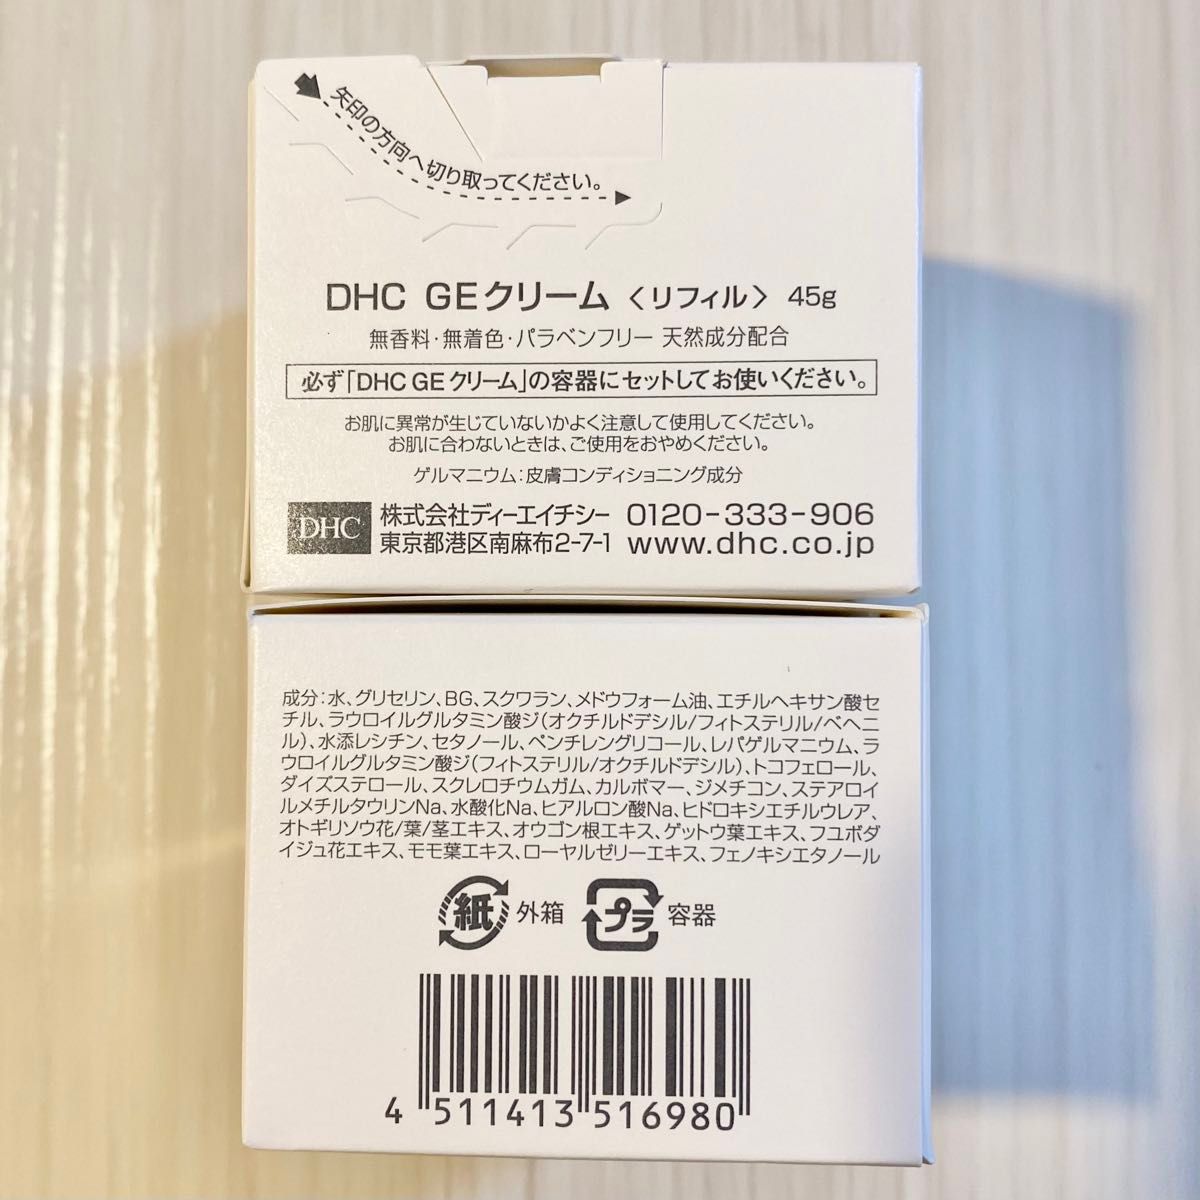 矢印の方向へ切り取ってください。
DHC GEクリーム〈リフィル〉 45g
無香料・無着色・パラベンフリー 天然成分配合
必ず「DHC GEクリーム」の容器にセットしてお使いください。
お肌に異常が生じていないかよく注意して使用してください。
お肌に合わないときは、ご使用をおやめください。
ゲルマニウム:皮膚コンディショニング成分
DHC 株式会社ディーエイチシー 0120-333-906
東京都港区南麻布2-7-1 www.dhc.co.jp
成分:水、グリセリン、BG、スクワラン、メドウフォーム油、エチルヘキサン酸セ
チル、ラウロイルグルタミン酸ジ(オクチルドデシル/フィトステリル/ベヘニ
ル)、水添レシチン、セタノール、ペンチレングリコール、レパゲルマニウム、ラ
ウロイルグルタミン酸ジ(フィトステリル/オクチルドデシル)、トコフェロール、
ダイズステロール、スクレロチウムガム、カルボマー、ジメチコン、ステアロイ
ルメチルタウリンNa、水酸化Na、ヒアルロン酸Na、ヒドロキシエチルウレア、
オトギリソウ花/葉/茎エキス、オウゴン根エキス、ゲットウ葉エキス、フユボダ
イジュ花エキス、モモ葉エキス、ローヤルゼリーエキス、フェノキシエタノール
紙 外箱 プラ 容器
4 511413 516980